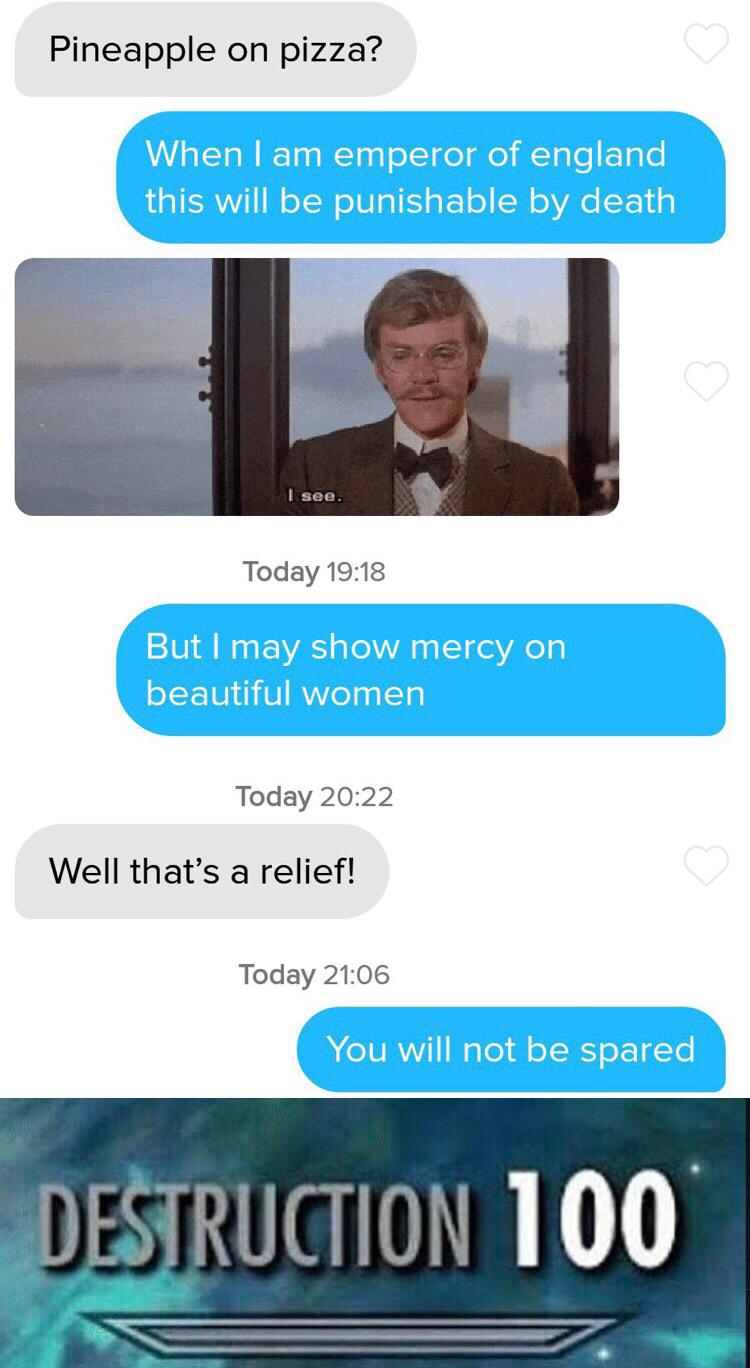 Pineapple on pizza?
When I am emperor of england
this will be punishable by death
I see.
Today 19:18
But I may show mercy on
beautiful women
Today 20:22
Well that’s a relief!
Today 21:06
You will not be spared
DESTRUCTION 100